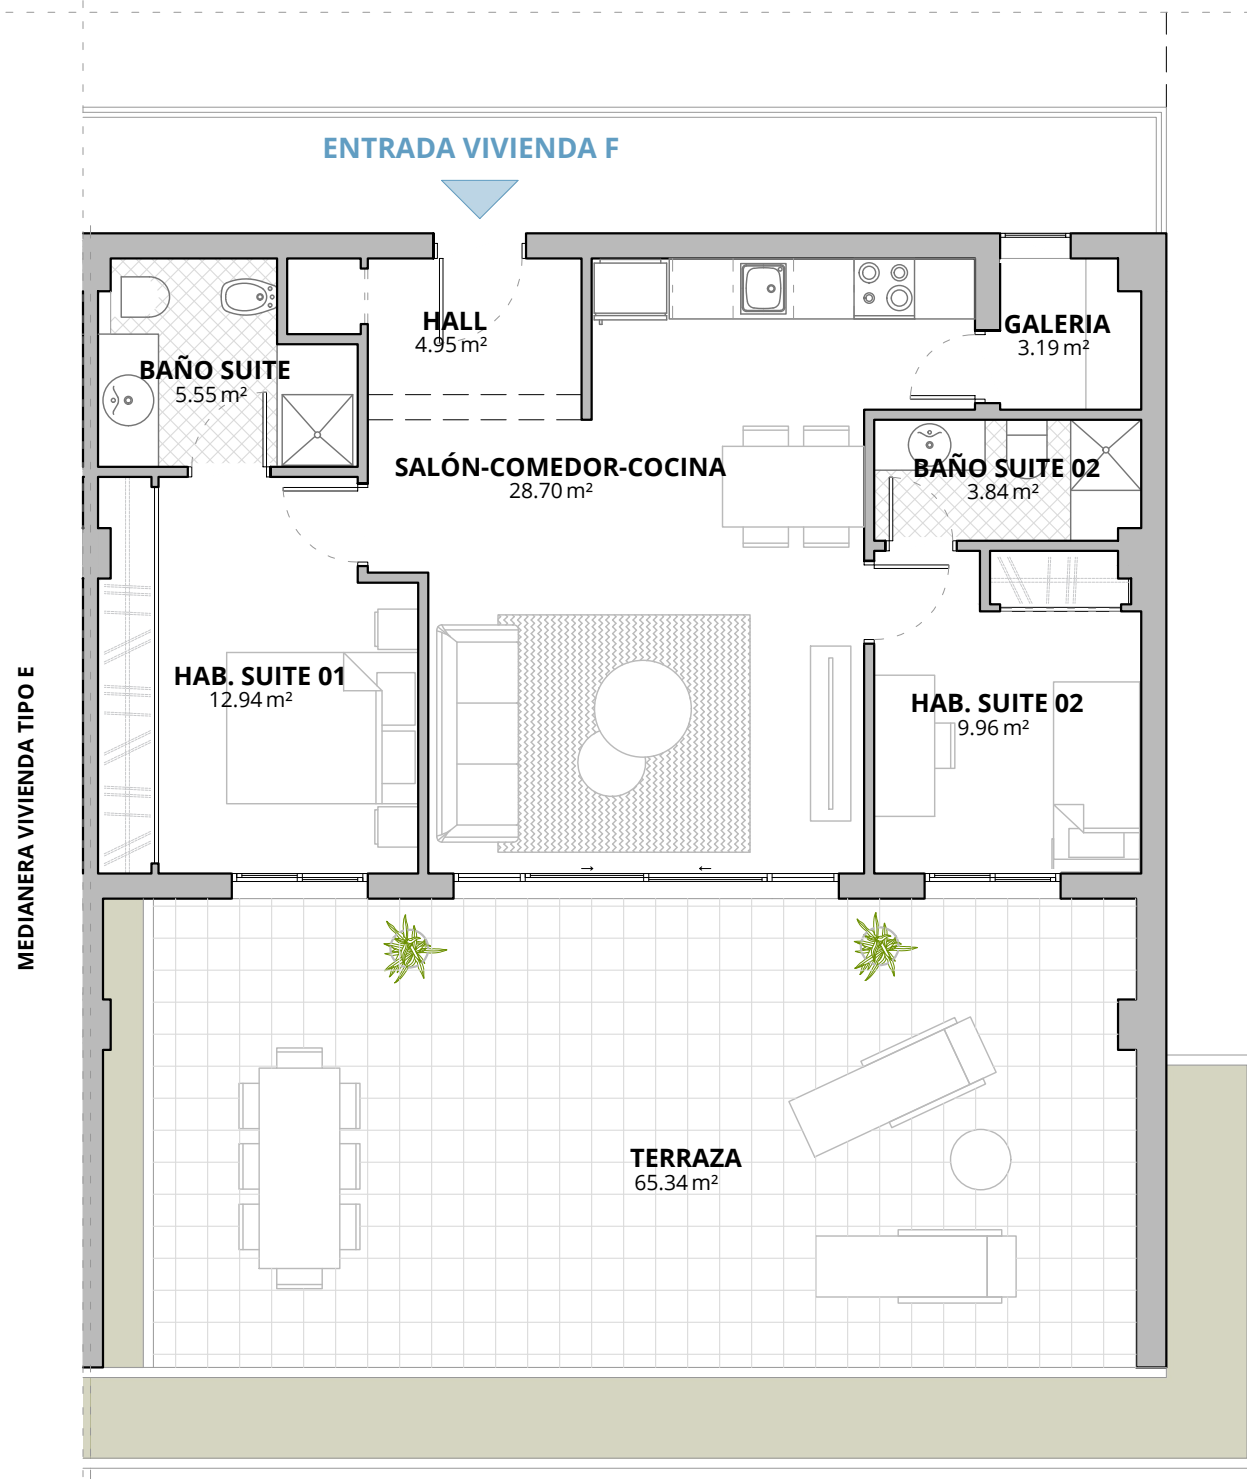 ENTRADA VIVIENDA F
HALL
4.95 m²
GALERIA
3.19 m²
BAÑO SUITE
5.55 m²
SALÓN-COMEDOR-COCINA
28.70 m²
BAÑO SUITE 02
3.84 m²
HAB. SUITE 01
12.94 m²
HAB. SUITE 02
9.96 m²
MEDIANERA VIVIENDA TIPO E
TERRAZA
65.34 m²